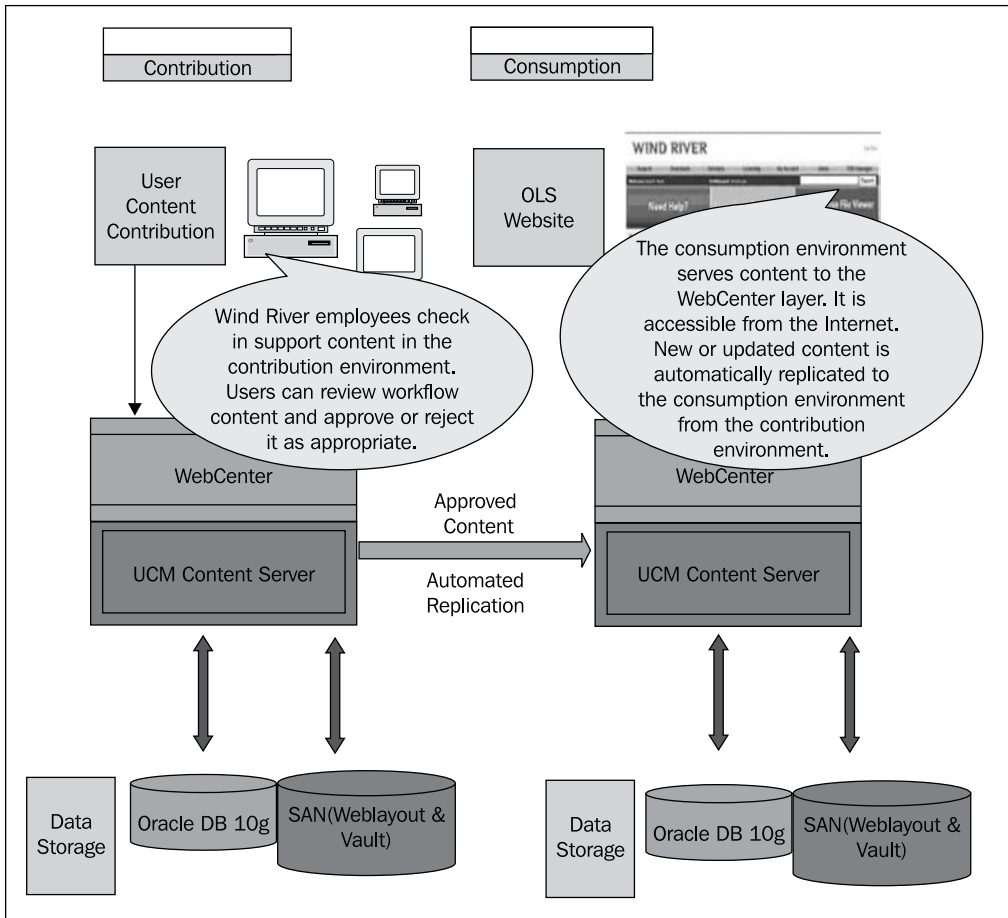 Contribution
Consumption
User
Content
Contribution
OLS
Website
WIND RIVER
Need Help?
File Viewer
Wind River employees check
in support content in the
contribution environment.
Users can review workflow
content and approve or reject
it as appropriate.
The consumption environment
serves content to the
WebCenter layer. It is
accessible from the Internet.
New or updated content is
automatically replicated to
the consumption environment
from the contribution
environment.
WebCenter
UCM Content Server
Approved
Content
Automated
Replication
WebCenter
UCM Content Server
Data
Storage
Oracle DB 10g
SAN(Weblayout &
Vault)
Data
Storage
Oracle DB 10g
SAN(Weblayout &
Vault)